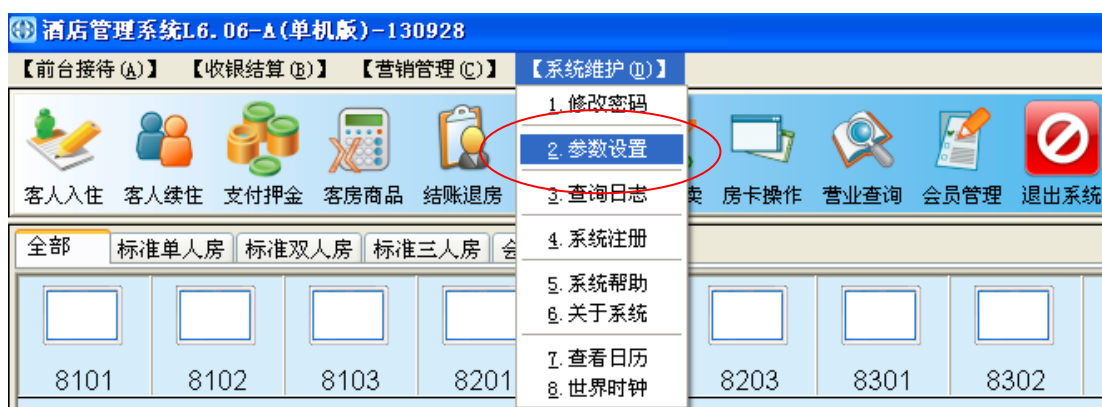 酒店管理系统L6.06-A(单机版)-130928
【前台接待(A)】 【收银结算(B)】 【营销管理(C)】 【系统维护(D)】
1.修改密码
2.参数设置
3.查询日志
4.系统注册
5.系统帮助
6.关于系统
7.查看日历
8.世界时钟
客人入住 客人续住 支付押金 客房商品 结账退房 房卡操作 营业查询 会员管理 退出系统
全部 标准单人房 标准双人房 标准三人房
8101 8102 8103 8201 8203 8301 8302